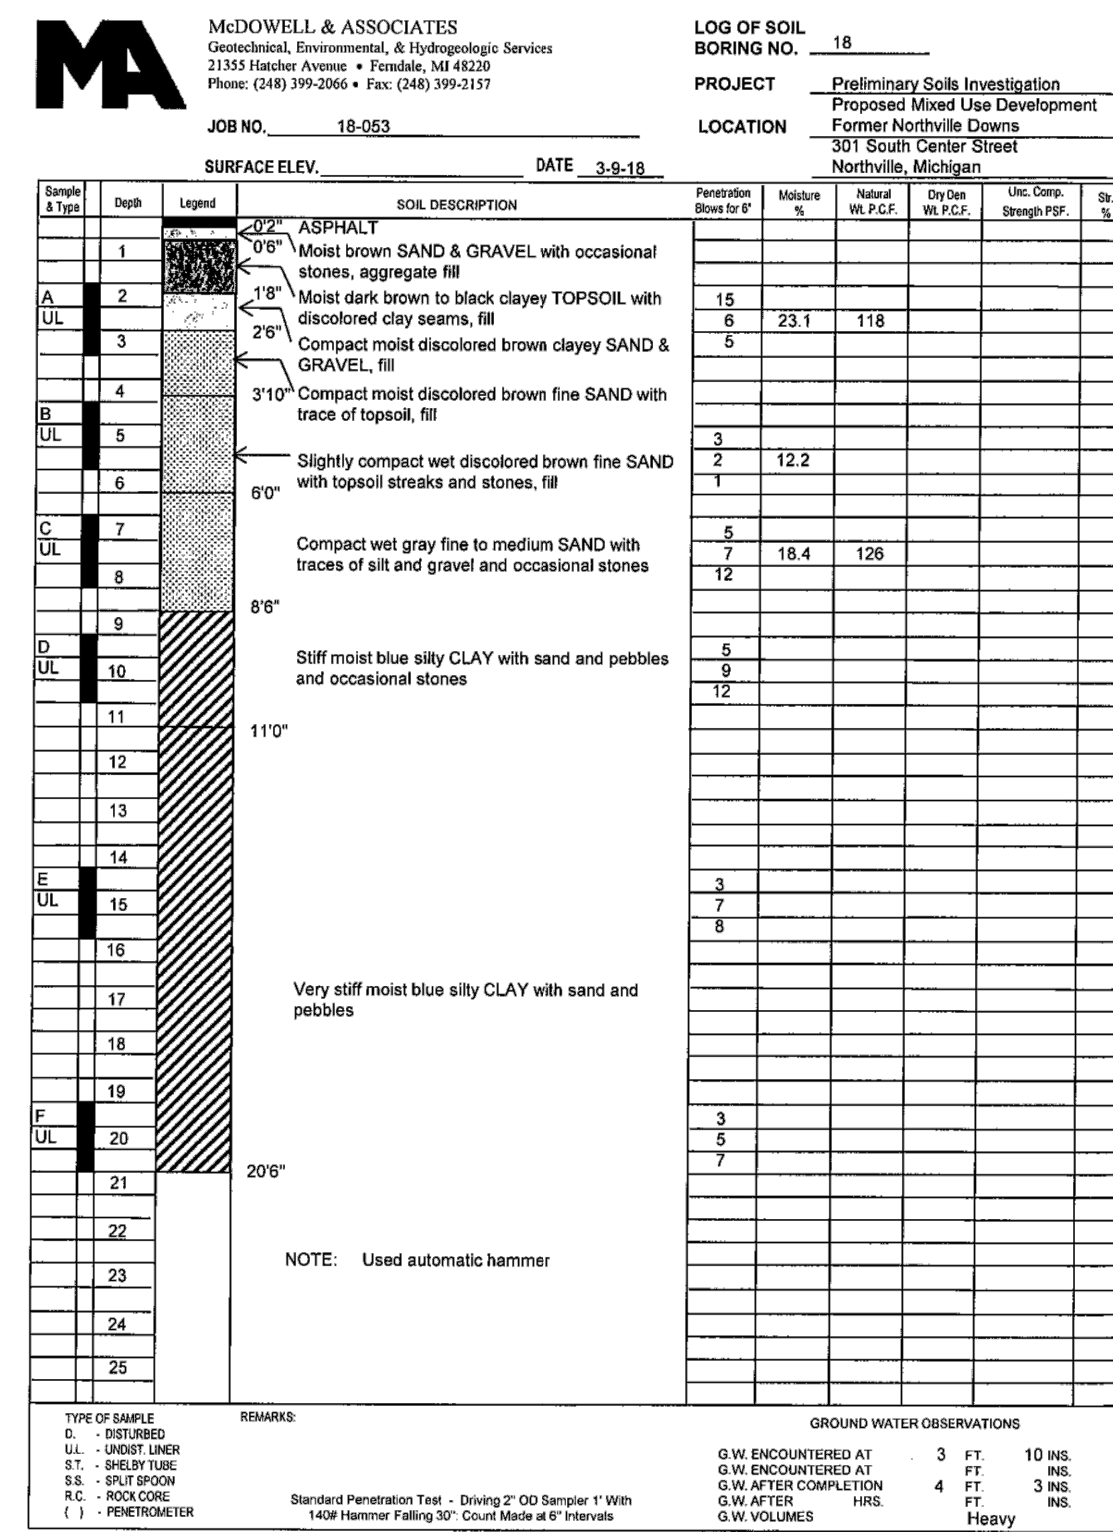 MA
McDOWELL & ASSOCIATES
Geotechnical, Environmental, & Hydrogeologic Services
21355 Hatcher Avenue • Ferndale, MI 48220
Phone: (248) 399-2066 • Fax: (248) 399-2157
JOB NO. 18-053
SURFACE ELEV. DATE 3-9-18
LOG OF SOIL
BORING NO. 18
PROJECT Preliminary Soils Investigation
Proposed Mixed Use Development
LOCATION Former Northville Downs
301 South Center Street
Northville, Michigan
Sample & Type Depth Legend SOIL DESCRIPTION Penetration Blows for 6" Moisture % Natural Wt. P.C.F. Dry Den Wt. P.C.F. Unc. Comp. Strength PSF. Str. %
0'2" ASPHALT
1 0'6" Moist brown SAND & GRAVEL with occasional
stones, aggregate fill
A 2 1'8" Moist dark brown to black clayey TOPSOIL with 15
UL discolored clay seams, fill 6 23.1 118
3 2'6" Compact moist discolored brown clayey SAND & 5
GRAVEL, fill
4 3'10" Compact moist discolored brown fine SAND with
B trace of topsoil, fill
UL 5 3
Slightly compact wet discolored brown fine SAND 2 12.2
6 6'0" with topsoil streaks and stones, fill 1
C 7 5
UL Compact wet gray fine to medium SAND with 7 18.4 126
8 traces of silt and gravel and occasional stones 12
8'6"
9
D 5
UL 10 Stiff moist blue silty CLAY with sand and pebbles 9
and occasional stones 12
11 11'0"
12
13
14
E 3
UL 15 7
8
16
17 Very stiff moist blue silty CLAY with sand and
pebbles
18
19
F 3
UL 20 5
7
20'6"
21
22
NOTE: Used automatic hammer
23
24
25
TYPE OF SAMPLE
D. - DISTURBED
U.L. - UNDIST. LINER
S.T. - SHELBY TUBE
S.S. - SPLIT SPOON
R.C. - ROCK CORE
( ) - PENETROMETER
REMARKS:
Standard Penetration Test - Driving 2" OD Sampler 1' With
140# Hammer Falling 30": Count Made at 6" Intervals
GROUND WATER OBSERVATIONS
G.W. ENCOUNTERED AT 3 FT. 10 INS.
G.W. ENCOUNTERED AT FT. INS.
G.W. AFTER COMPLETION 4 FT. 3 INS.
G.W. AFTER HRS. FT. INS.
G.W. VOLUMES Heavy